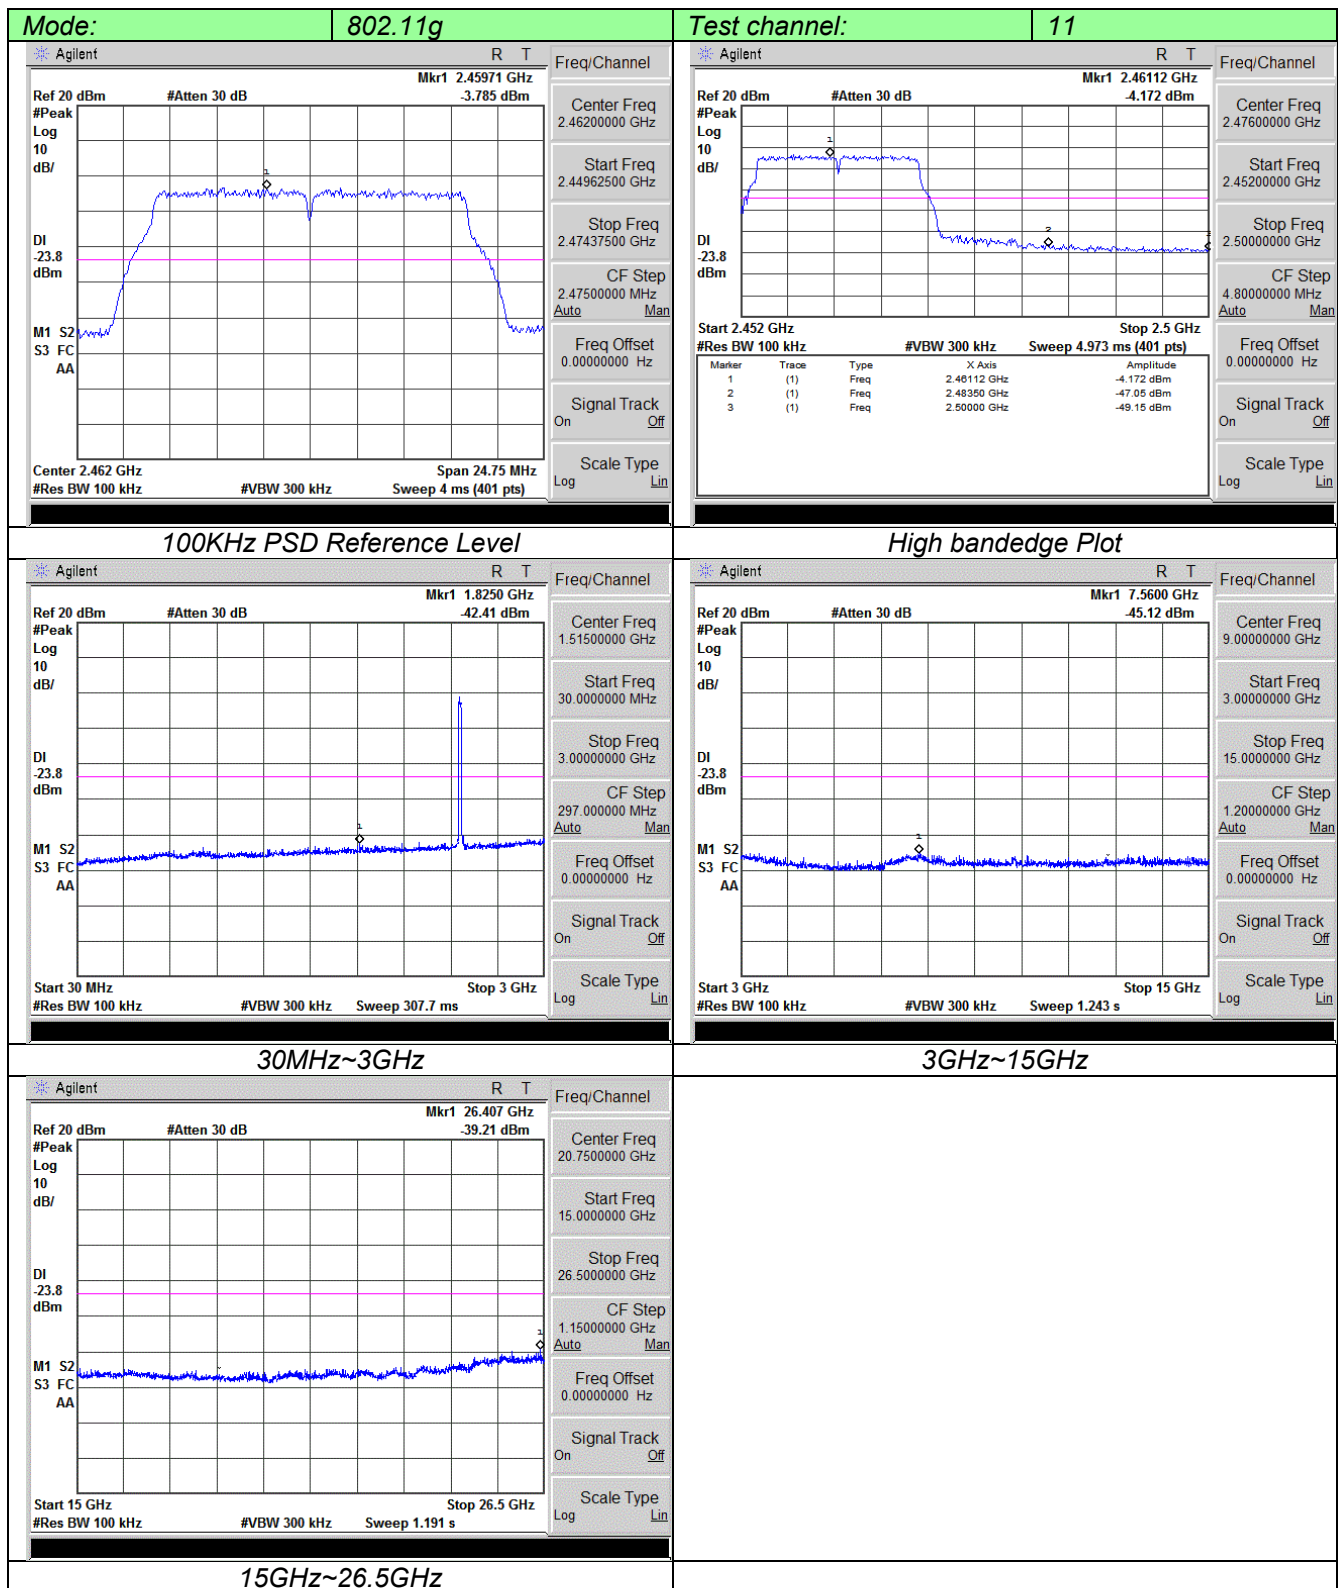 Mode: 802.11g Test channel: 11
Agilent R T
Mkr1 2.45971 GHz
Ref 20 dBm #Atten 30 dB -3.785 dBm
#Peak
Log
10
dB/
DI
-23.8
dBm
M1 S2
S3 FC
AA
1
Center 2.462 GHz Span 24.75 MHz
#Res BW 100 kHz #VBW 300 kHz Sweep 4 ms (401 pts)
Freq/Channel
Center Freq
2.46200000 GHz
Start Freq
2.44962500 GHz
Stop Freq
2.47437500 GHz
CF Step
2.47500000 MHz
Auto Man
Freq Offset
0.00000000 Hz
Signal Track
On Off
Scale Type
Log Lin
100KHz PSD Reference Level
Agilent R T
Mkr1 2.46112 GHz
Ref 20 dBm #Atten 30 dB -4.172 dBm
#Peak
Log
10
dB/
DI
-23.8
dBm
1
2
Start 2.452 GHz Stop 2.5 GHz
#Res BW 100 kHz #VBW 300 kHz Sweep 4.973 ms (401 pts)
Marker Trace Type X Axis Amplitude
1 (1) Freq 2.46112 GHz -4.172 dBm
2 (1) Freq 2.48350 GHz -47.05 dBm
3 (1) Freq 2.50000 GHz -49.15 dBm
Freq/Channel
Center Freq
2.47600000 GHz
Start Freq
2.45200000 GHz
Stop Freq
2.50000000 GHz
CF Step
4.80000000 MHz
Auto Man
Freq Offset
0.00000000 Hz
Signal Track
On Off
Scale Type
Log Lin
High bandedge Plot
Agilent R T
Mkr1 1.8250 GHz
Ref 20 dBm #Atten 30 dB -42.41 dBm
#Peak
Log
10
dB/
DI
-23.8
dBm
M1 S2
S3 FC
AA
1
Start 30 MHz Stop 3 GHz
#Res BW 100 kHz #VBW 300 kHz Sweep 307.7 ms
Freq/Channel
Center Freq
1.51500000 GHz
Start Freq
30.0000000 MHz
Stop Freq
3.00000000 GHz
CF Step
297.000000 MHz
Auto Man
Freq Offset
0.00000000 Hz
Signal Track
On Off
Scale Type
Log Lin
30MHz~3GHz
Agilent R T
Mkr1 7.5600 GHz
Ref 20 dBm #Atten 30 dB -45.12 dBm
#Peak
Log
10
dB/
DI
-23.8
dBm
M1 S2
S3 FC
AA
1
Start 3 GHz Stop 15 GHz
#Res BW 100 kHz #VBW 300 kHz Sweep 1.243 s
Freq/Channel
Center Freq
9.00000000 GHz
Start Freq
3.00000000 GHz
Stop Freq
15.0000000 GHz
CF Step
1.20000000 GHz
Auto Man
Freq Offset
0.00000000 Hz
Signal Track
On Off
Scale Type
Log Lin
3GHz~15GHz
Agilent R T
Mkr1 26.407 GHz
Ref 20 dBm #Atten 30 dB -39.21 dBm
#Peak
Log
10
dB/
DI
-23.8
dBm
M1 S2
S3 FC
AA
1
Start 15 GHz Stop 26.5 GHz
#Res BW 100 kHz #VBW 300 kHz Sweep 1.191 s
Freq/Channel
Center Freq
20.7500000 GHz
Start Freq
15.0000000 GHz
Stop Freq
26.5000000 GHz
CF Step
1.15000000 GHz
Auto Man
Freq Offset
0.00000000 Hz
Signal Track
On Off
Scale Type
Log Lin
15GHz~26.5GHz